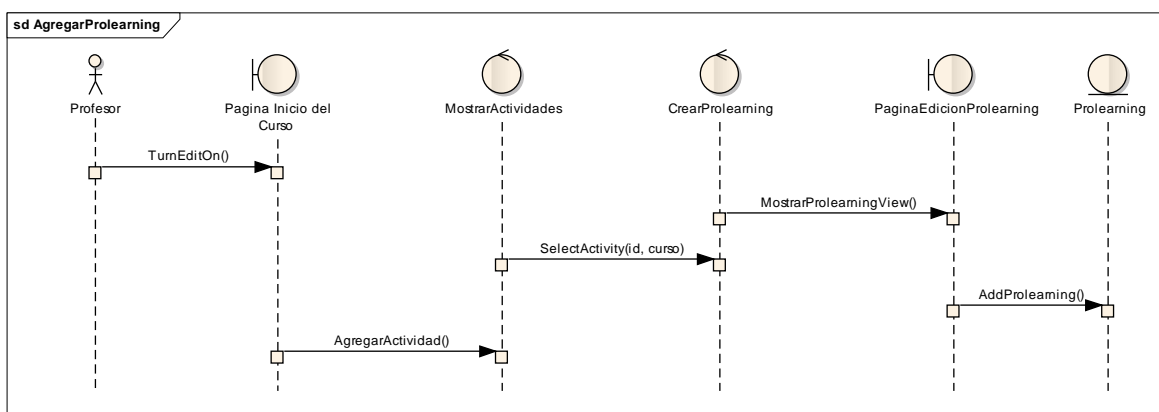 sd AgregarProlearning
Profesor
Pagina Inicio del
Curso
MostrarActividades
CrearProlearning
PaginaEdicionProlearning
Prolearning
TurnEditOn()
MostrarProlearningView()
SelectActivity(id, curso)
AddProlearning()
AgregarActividad()